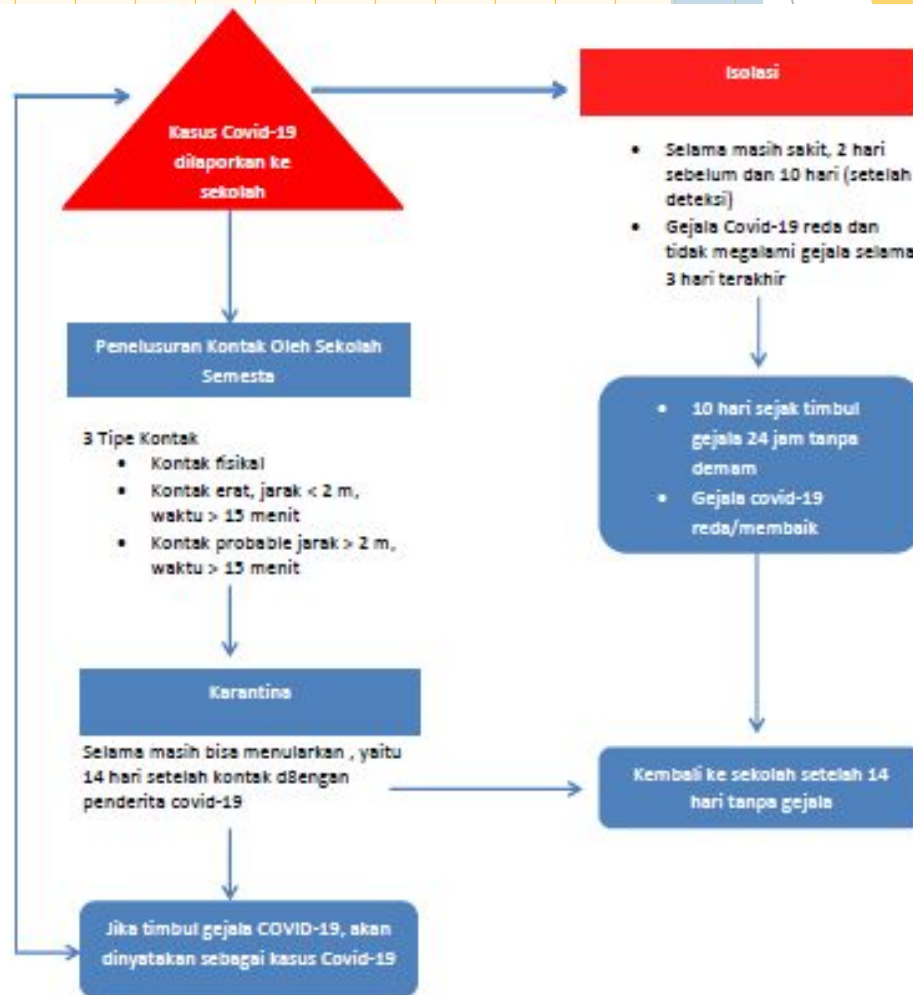 Kasus Covid-19
dilaporkan ke
sekolah
Isolasi
• Selama masih sakit, 2 hari
sebelum dan 10 hari (setelah
deteksi)
• Gejala Covid-19 reda dan
tidak megalami gejala selama
3 hari terakhir
Penelusuran Kontak Oleh Sekolah
Semesta
• 10 hari sejak timbul
gejala 24 jam tanpa
demam
• Gejala covid-19
reda/membaik
3 Tipe Kontak
• Kontak fisikal
• Kontak erat, jarak < 2 m,
waktu > 15 menit
• Kontak probable jarak > 2 m,
waktu > 15 menit
Karantina
Selama masih bisa menularkan , yaitu
14 hari setelah kontak d8engan
penderita covid-19
Kembali ke sekolah setelah 14
hari tanpa gejala
Jika timbul gejala COVID-19, akan
dinyatakan sebagai kasus Covid-19